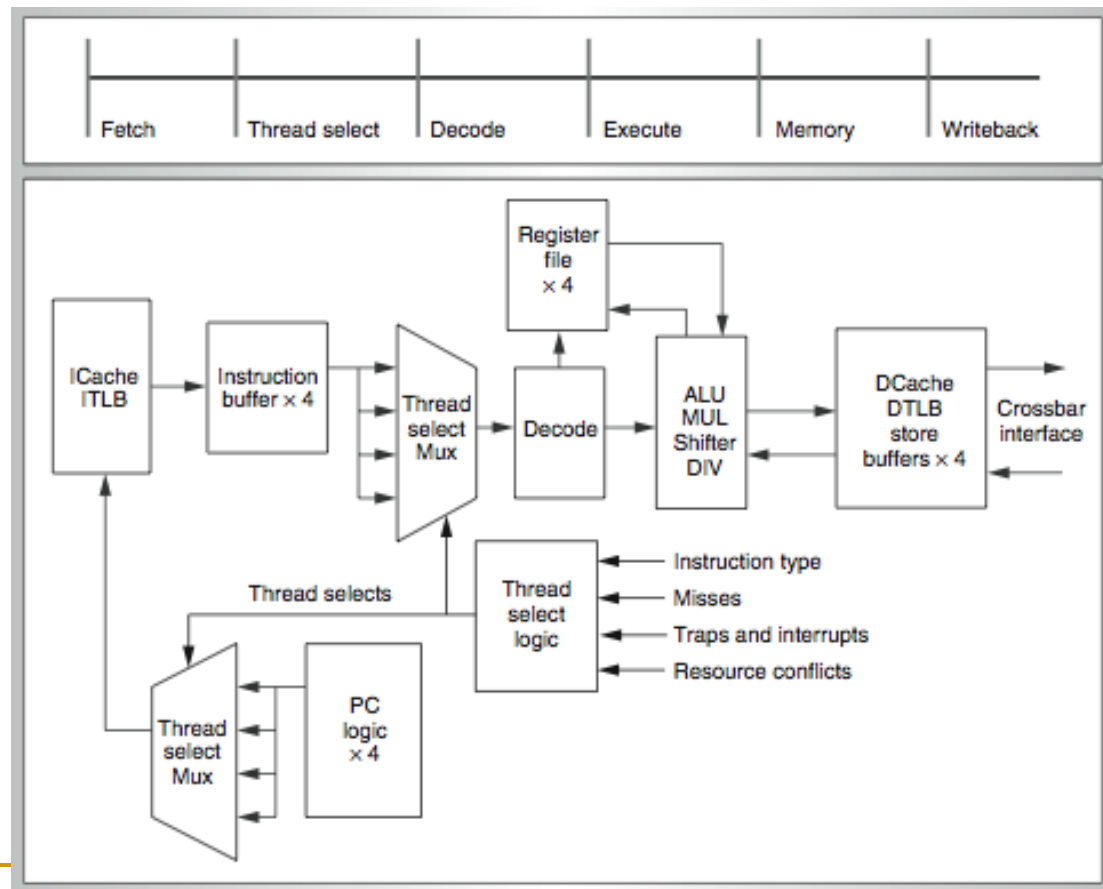 Fetch
Thread select
Decode
Execute
Memory
Writeback
Register
file
× 4
ICache
ITLB
Instruction
buffer × 4
Thread
select
Mux
Decode
ALU
MUL
Shifter
DIV
DCache
DTLB
store
buffers × 4
Crossbar
interface
Thread selects
Thread
select
logic
Instruction type
Misses
Traps and interrupts
Resource conflicts
Thread
select
Mux
PC
logic
× 4